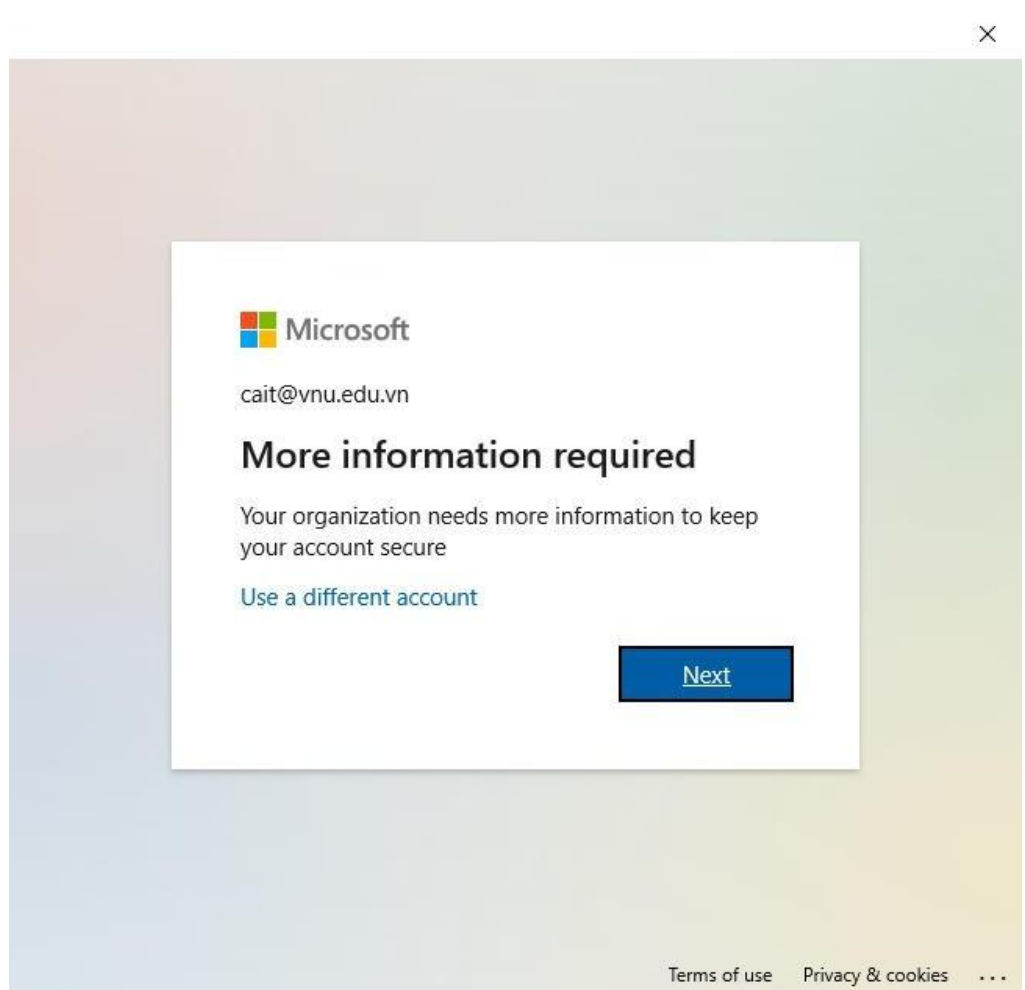 Microsoft
cait@vnu.edu.vn
More information required
Your organization needs more information to keep
your account secure
Use a different account
Next
Terms of use Privacy & cookies ...